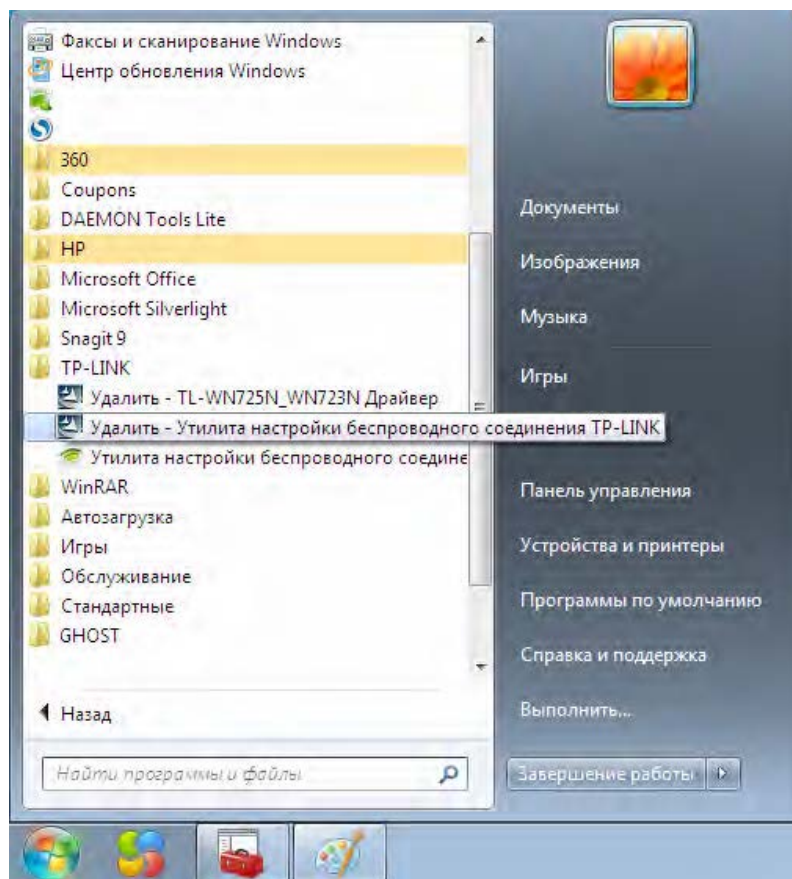 Факсы и сканирование Windows
Центр обновления Windows
360
Coupons
DAEMON Tools Lite
HP
Microsoft Office
Microsoft Silverlight
Snagit 9
TP-LINK
Удалить - TL-WN725N_WN723N Драйвер
Удалить - Утилита настройки беспроводного соединения TP-LINK
Утилита настройки беспроводного соедине
WinRAR
Автозагрузка
Игры
Обслуживание
Стандартные
GHOST
Назад
Найти программы и файлы
Документы
Изображения
Музыка
Игры
Панель управления
Устройства и принтеры
Программы по умолчанию
Справка и поддержка
Выполнить...
Завершение работы